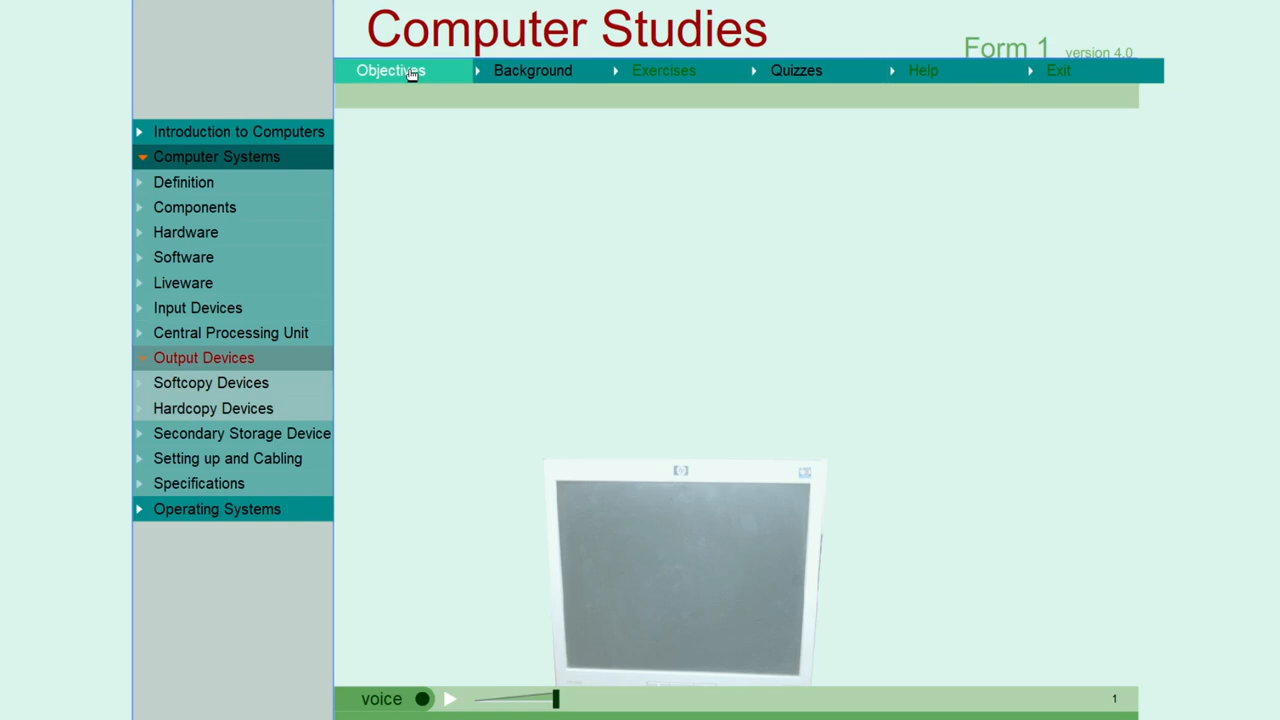 Computer Studies
Form 1 version 4.0
Objectives Background Exercises Quizzes Help Exit
Introduction to Computers
Computer Systems
Definition
Components
Hardware
Software
Liveware
Input Devices
Central Processing Unit
Output Devices
Softcopy Devices
Hardcopy Devices
Secondary Storage Device
Setting up and Cabling
Specifications
Operating Systems
hp
voice 1